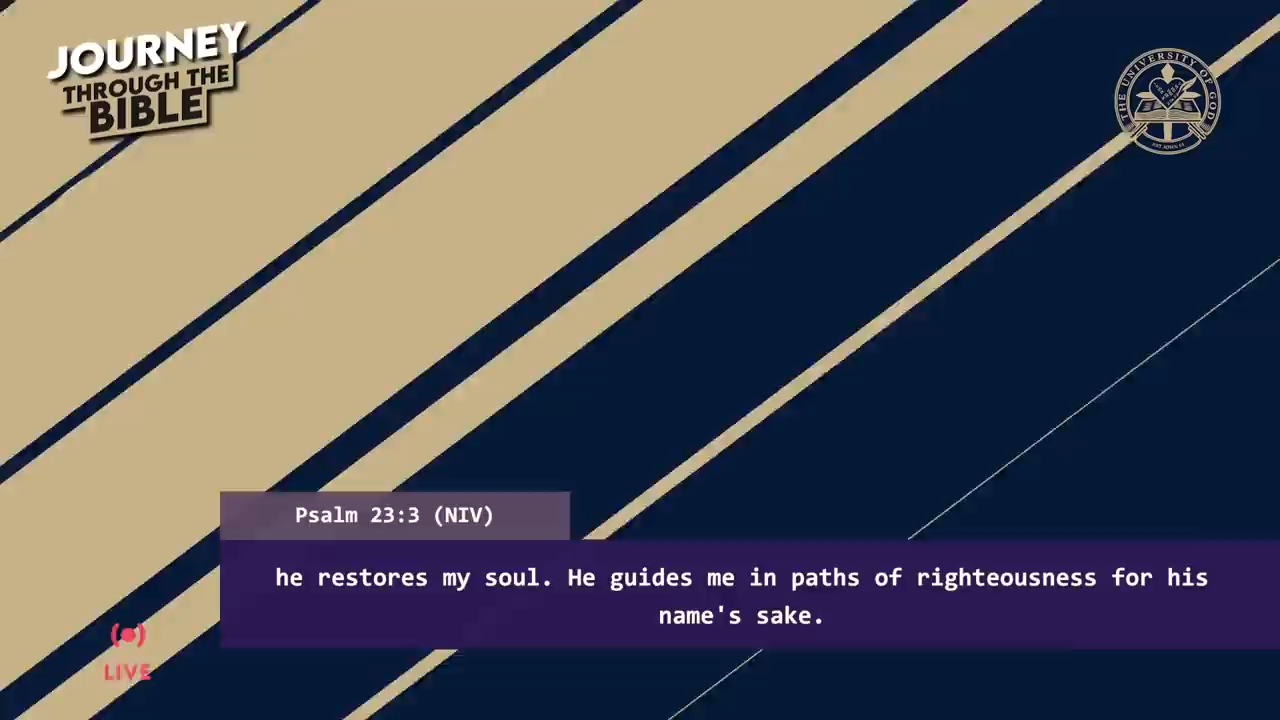 JOURNEY
THROUGH THE
BIBLE
THE UNIVERSITY OF GOD
Psalm 23:3 (NIV)
he restores my soul. He guides me in paths of righteousness for his
name's sake.
LIVE